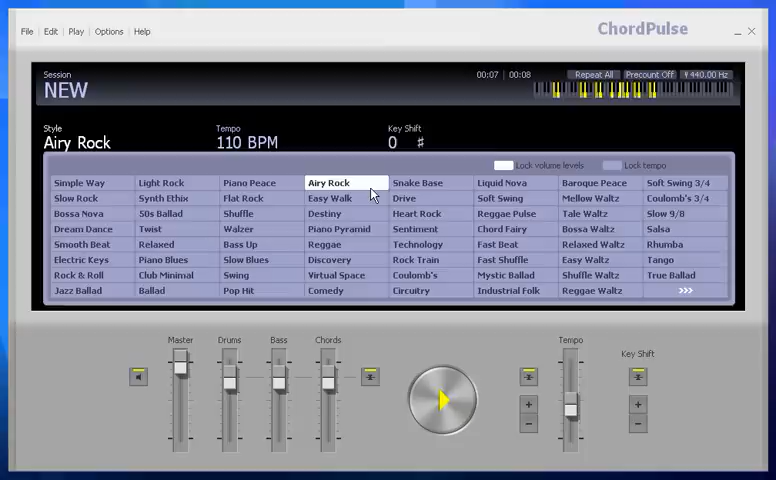 File Edit Play Options Help
ChordPulse
Session
NEW
00:07 | 00:08
Repeat All
Precount Off
440.00 Hz
Style
Airy Rock
Tempo
110 BPM
Key Shift
0 #
Lock volume levels
Lock tempo
Simple Way Light Rock Piano Peace Airy Rock Snake Base Liquid Nova Baroque Peace Soft Swing 3/4
Slow Rock Synth Ethix Flat Rock Easy Walk Drive Soft Swing Mellow Waltz Coulomb's 3/4
Bossa Nova 50s Ballad Shuffle Destiny Heart Rock Reggae Pulse Tale Waltz Slow 9/8
Dream Dance Twist Walzer Piano Pyramid Sentiment Chord Fairy Bossa Waltz Salsa
Smooth Beat Relaxed Bass Up Reggae Technology Fast Beat Relaxed Waltz Rhumba
Electric Keys Piano Blues Slow Blues Discovery Rock Train Fast Shuffle Easy Waltz Tango
Rock & Roll Club Minimal Swing Virtual Space Coulomb's Mystic Ballad Shuffle Waltz True Ballad
Jazz Ballad Ballad Pop Hit Comedy Circuitry Industrial Folk Reggae Waltz >>>
Master Drums Bass Chords Tempo
Key Shift